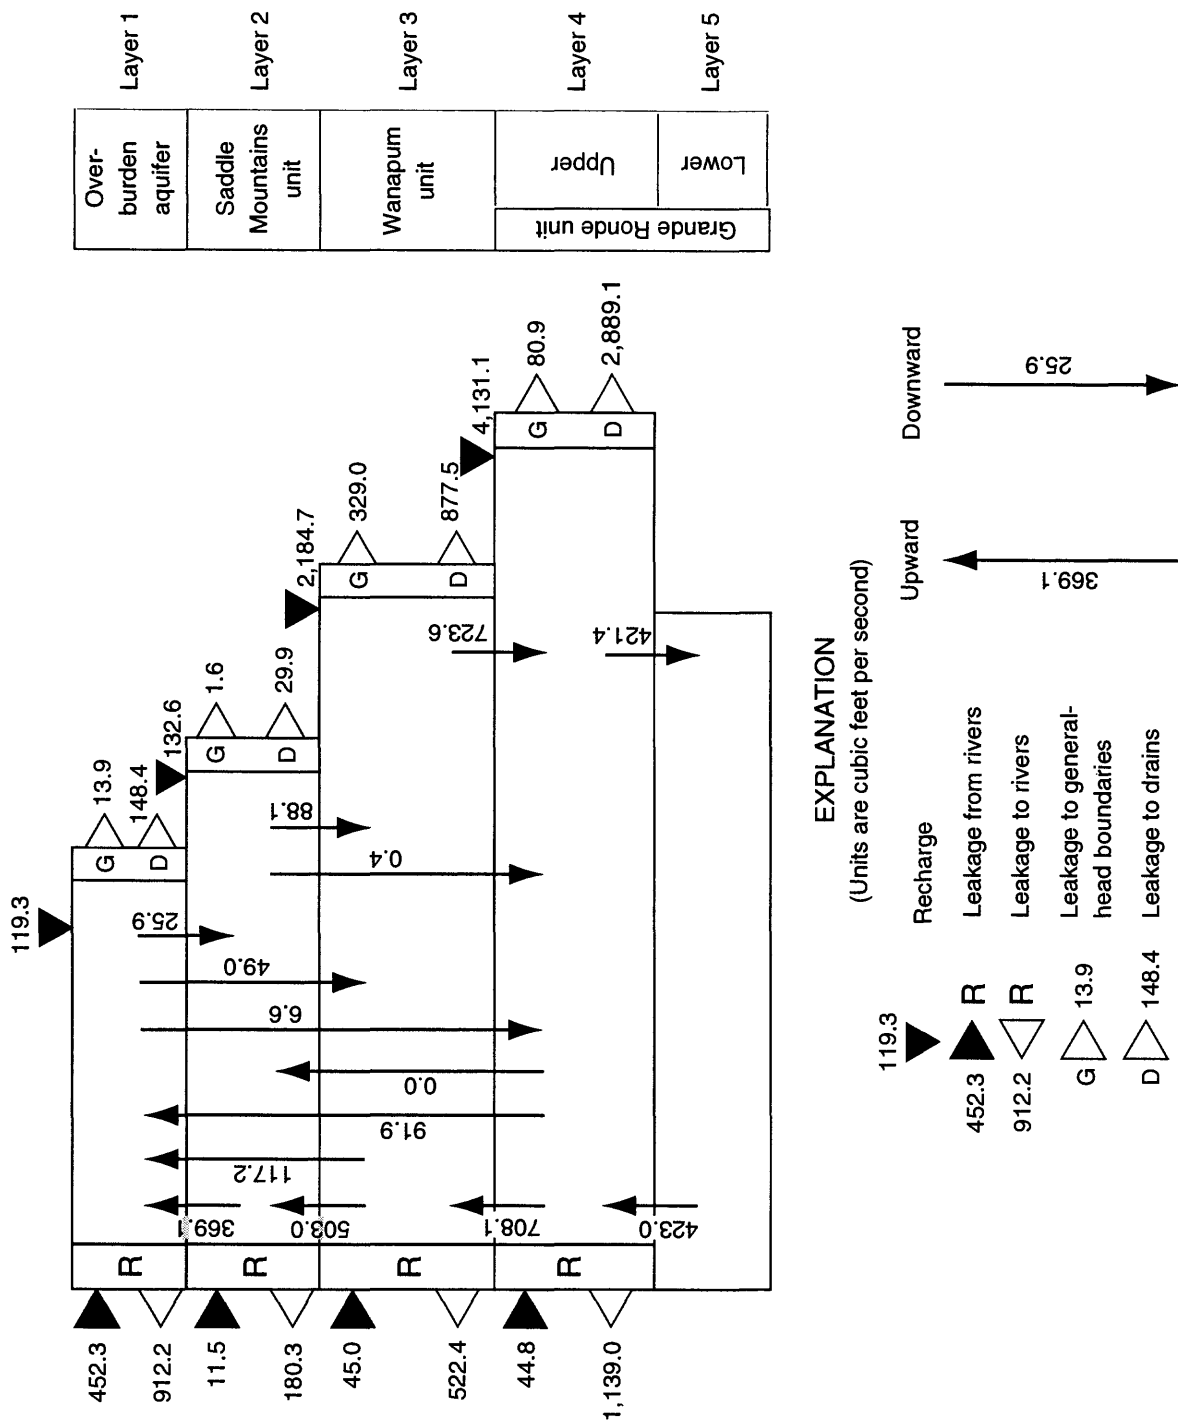 119.3
452.3
R
912.2
G
13.9
D
148.4
Over-
burden
aquifer
Layer 1
132.6
11.5
R
180.3
G
1.6
D
29.9
Saddle
Mountains
unit
Layer 2
2,184.7
45.0
R
522.4
G
329.0
D
877.5
Wanapum
unit
Layer 3
4,131.1
44.8
R
1,139.0
G
80.9
D
2,889.1
Grande Ronde unit
Upper
Layer 4
Lower
Layer 5
369.1
503.0
708.1
423.0
117.2
91.9
0.0
6.6
49.0
25.9
0.4
88.1
723.6
421.4
EXPLANATION
(Units are cubic feet per second)
119.3
Recharge
452.3 R Leakage from rivers
912.2 R Leakage to rivers
G 13.9 Leakage to general-
head boundaries
D 148.4 Leakage to drains
Upward
369.1
Downward
25.9